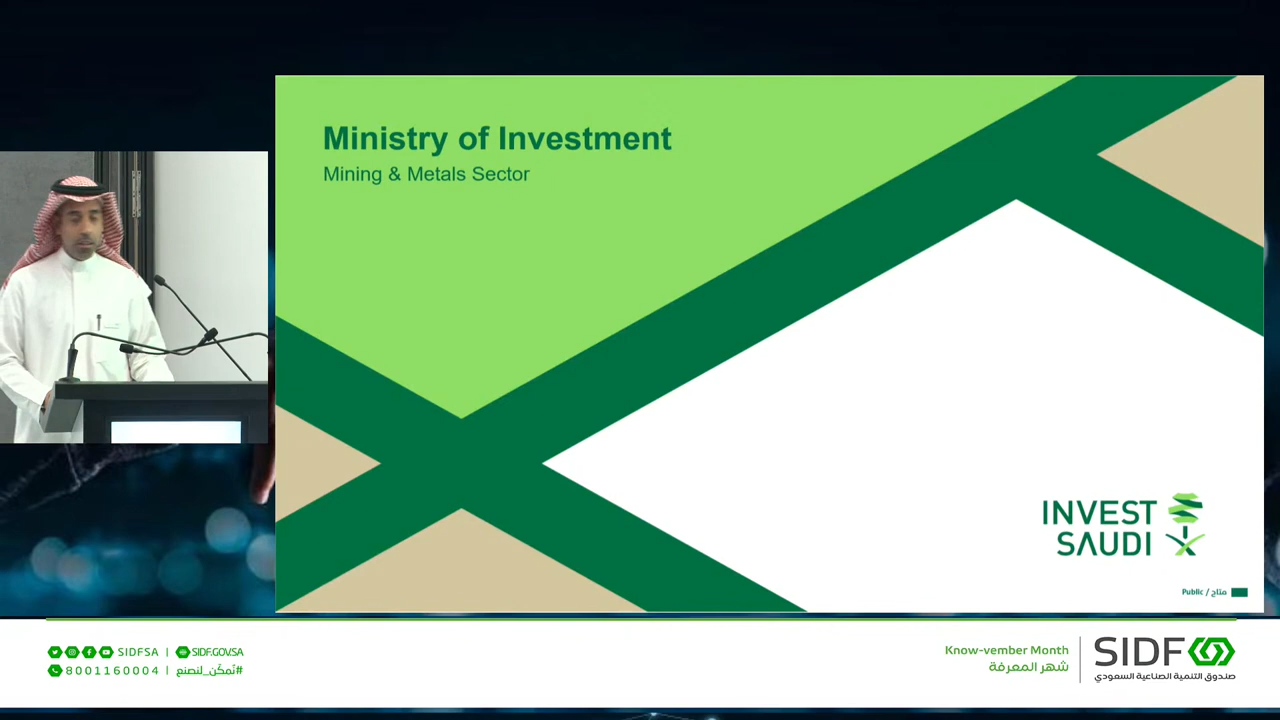 Ministry of Investment
Mining & Metals Sector
INVEST
SAUDI
Public / متاح
SIDFSA | SIDF.GOV.SA
8001160004 | #نُمكّن_لنصنع
Know-vember Month
شهر المعرفة
SIDF
صندوق التنمية الصناعية السعودي